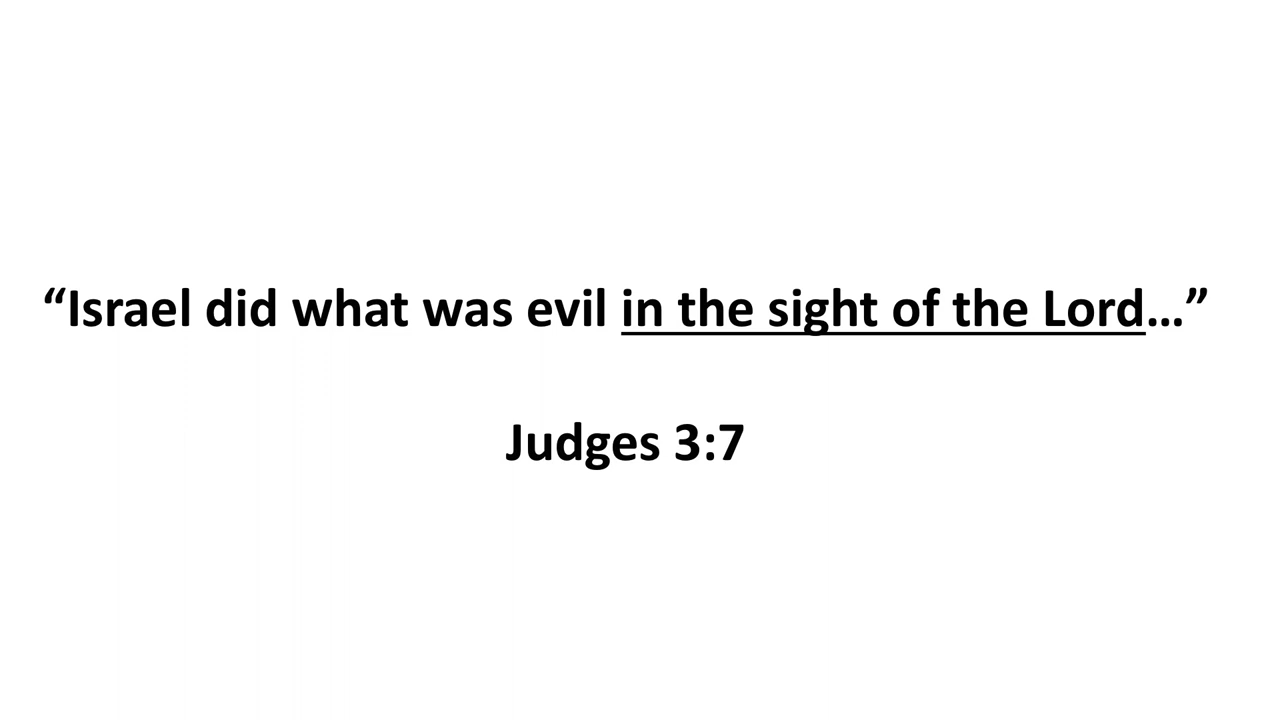 “Israel did what was evil in the sight of the Lord…”
Judges 3:7